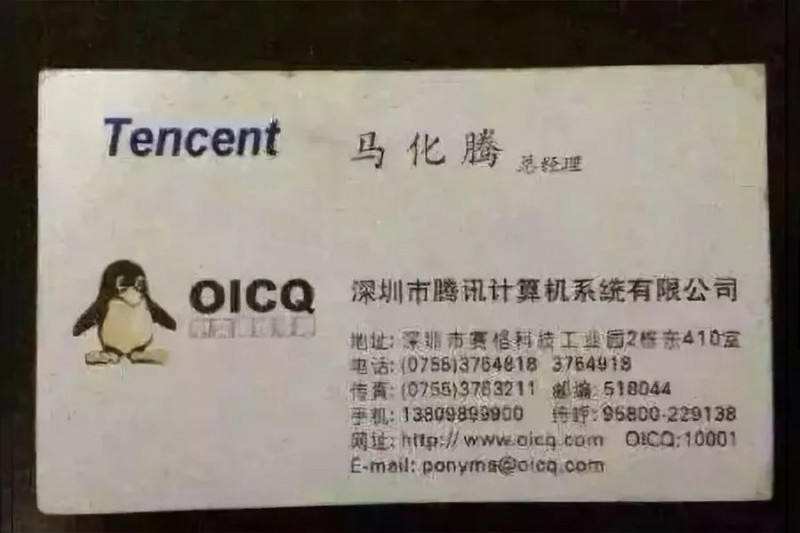 Tencent
马化腾 总经理
OICQ
深圳市腾讯计算机系统有限公司
地址: 深圳市赛格科技工业园2栋东410室
电话: (0755)3764818 3764918
传真: (0755)3763211 邮编: 518044
手机: 13809899900 传呼: 95800-229138
网址: http://www.oicq.com OICQ:10001
E-mail: ponyma@oicq.com